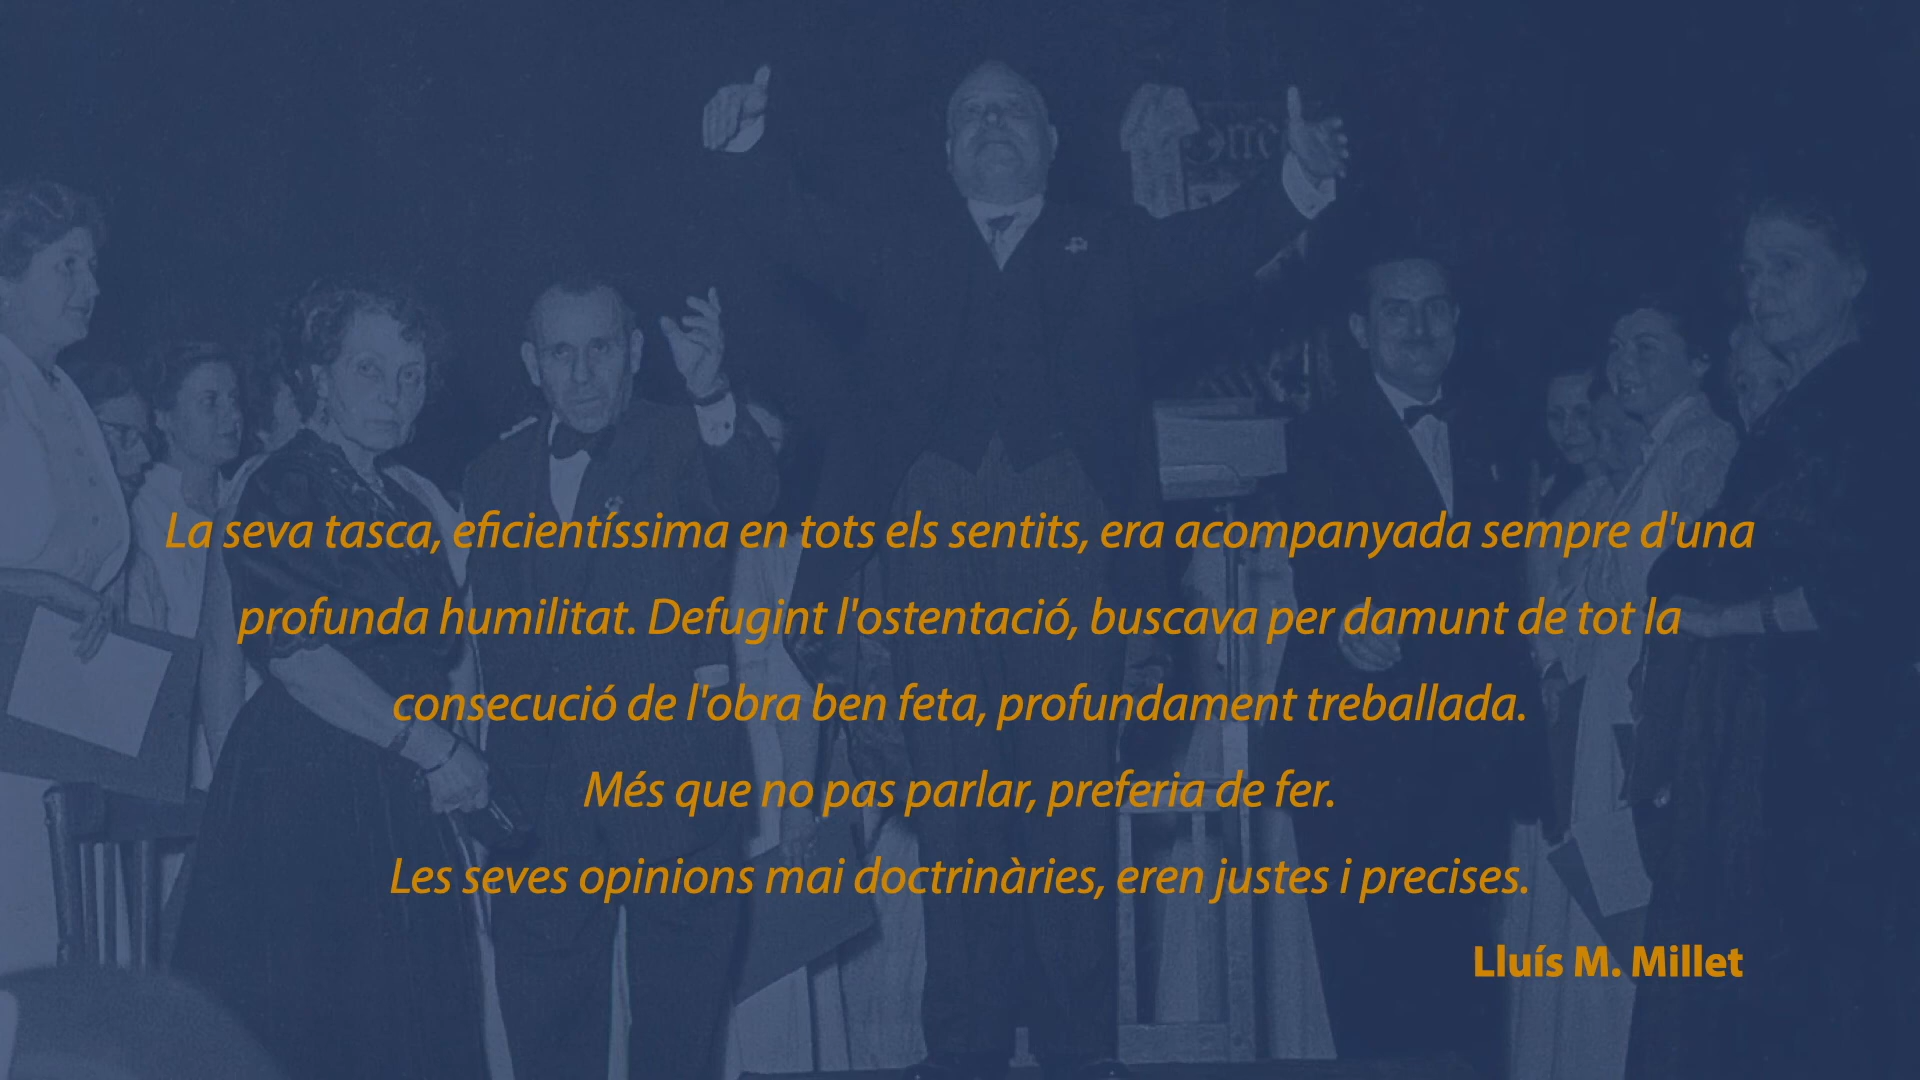 La seva tasca, eficientíssima en tots els sentits, era acompanyada sempre d'una
profunda humilitat. Defugint l'ostentació, buscava per damunt de tot la
consecució de l'obra ben feta, profundament treballada.
Més que no pas parlar, preferia de fer.
Les seves opinions mai doctrinàries, eren justes i precises.
Lluís M. Millet